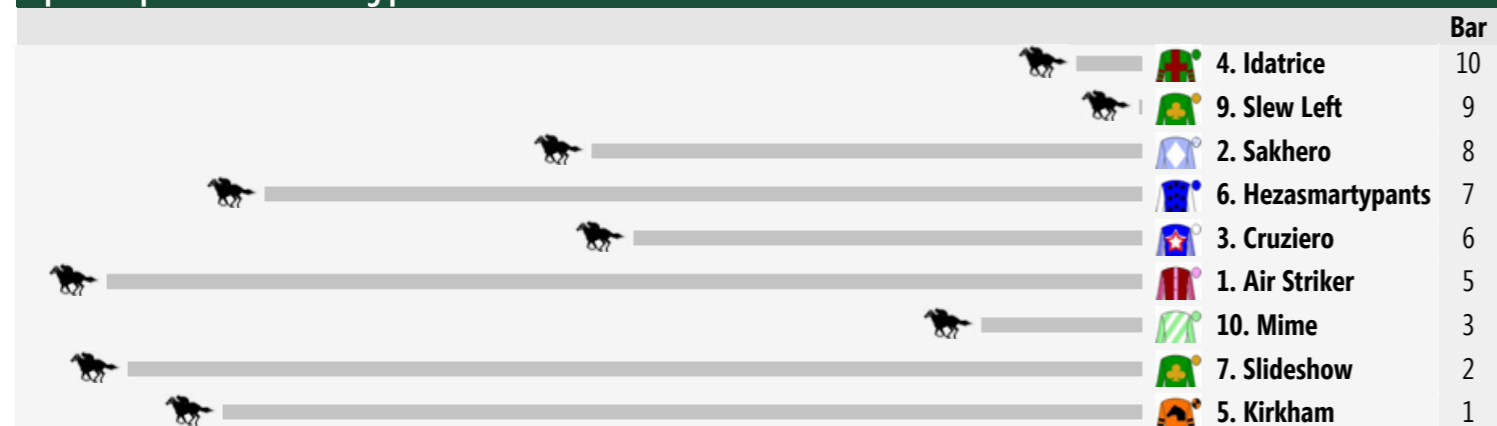 Bar
4. Idatrice 10
9. Slew Left 9
2. Sakhero 8
6. Hezasmartypants 7
3. Cruziero 6
1. Air Striker 5
10. Mime 3
7. Slideshow 2
5. Kirkham 1